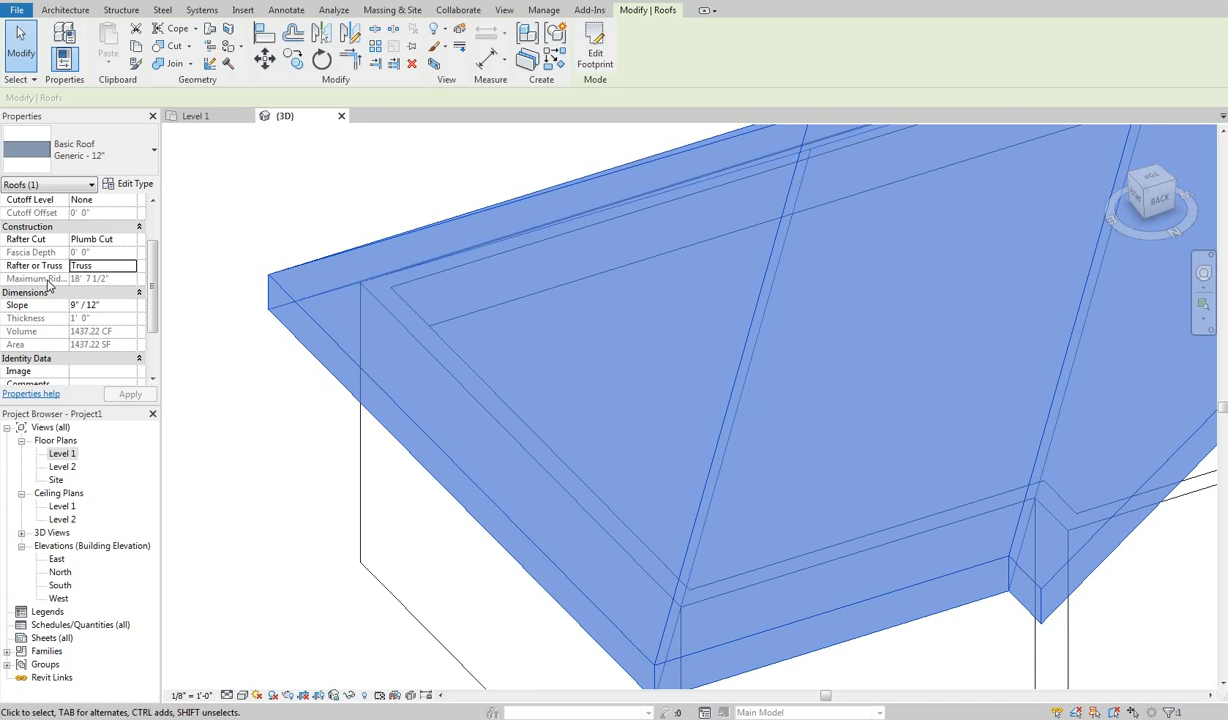 File Architecture Structure Steel Systems Insert Annotate Analyze Massing & Site Collaborate View Manage Add-Ins Modify | Roofs
Modify Paste Cope Cut Join Edit Footprint
Select Properties Clipboard Geometry Modify View Measure Create Mode
Modify | Roofs
Properties Level 1 (3D)
Basic Roof
Generic - 12"
Roofs (1) Edit Type
Cutoff Level None
Cutoff Offset 0' 0"
Construction
Rafter Cut Plumb Cut
Fascia Depth 0' 0"
Rafter or Truss Truss
Maximum Rid... 18' 7 1/2"
Dimensions
Slope 9" / 12"
Thickness 1' 0"
Volume 1437.22 CF
Area 1437.22 SF
Identity Data
Image
Comments
Properties help Apply
Project Browser - Project1
Views (all)
Floor Plans
Level 1
Level 2
Site
Ceiling Plans
Level 1
Level 2
3D Views
Elevations (Building Elevation)
East
North
South
West
Legends
Schedules/Quantities (all)
Sheets (all)
Families
Groups
Revit Links
TOP
BACK
N
1/8" = 1'-0"
Click to select, TAB for alternates, CTRL adds, SHIFT unselects. :0 Main Model :1